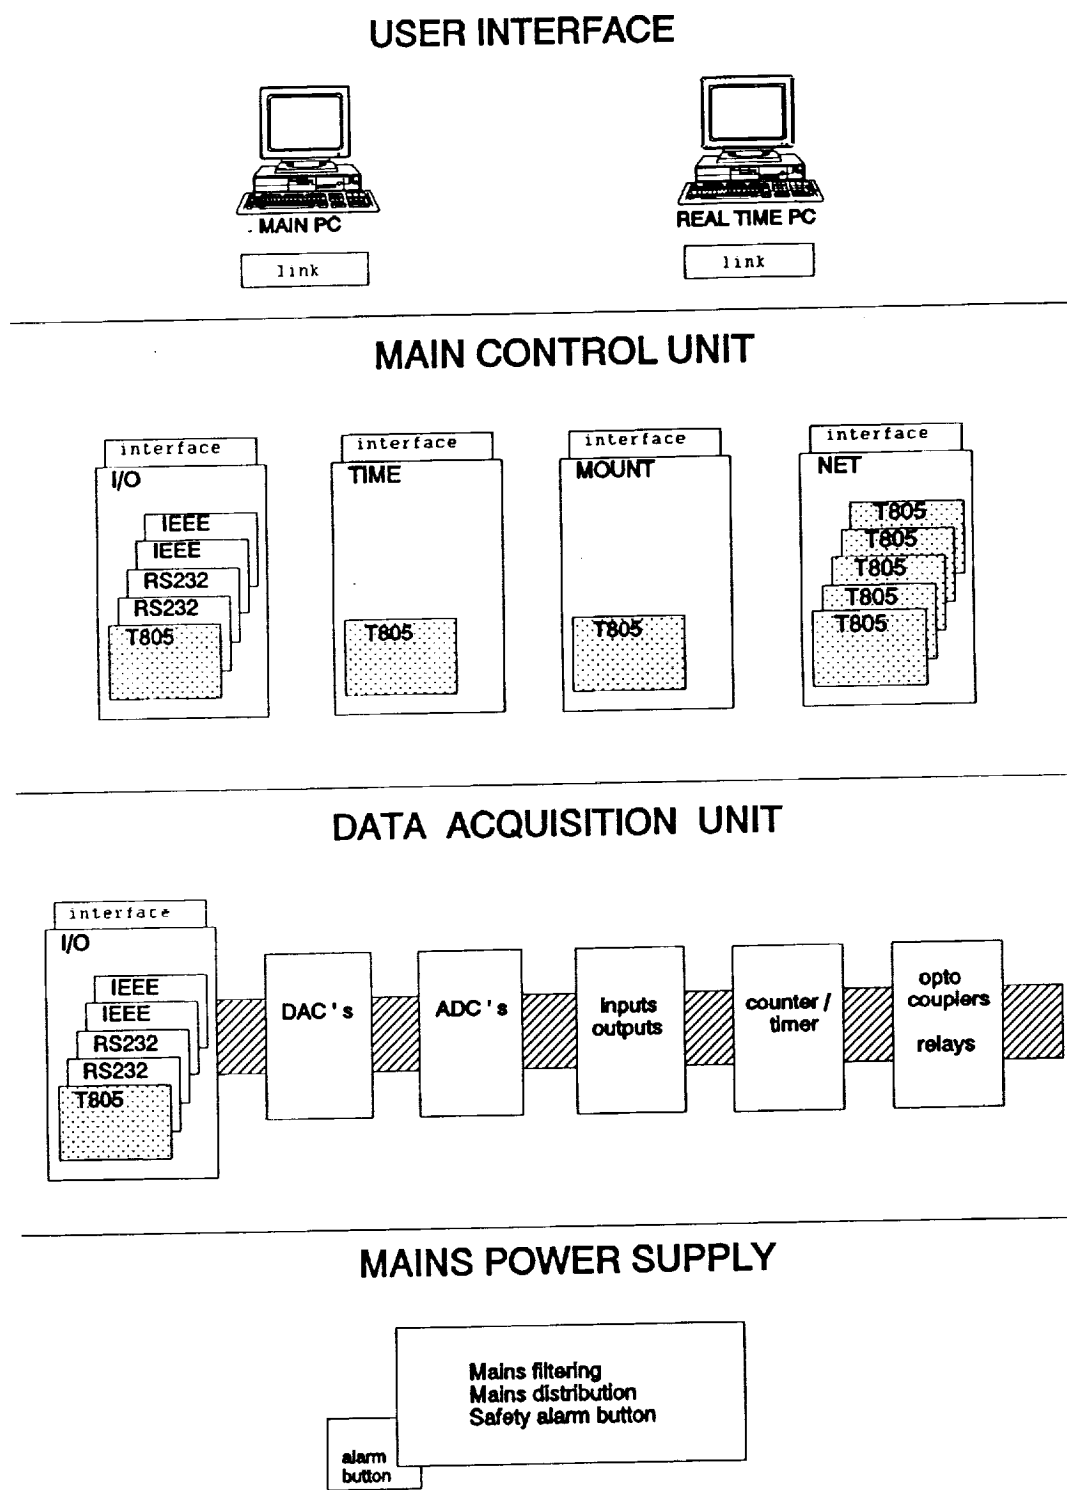 USER INTERFACE
MAIN PC
REAL TIME PC
link
link
MAIN CONTROL UNIT
interface
I/O
IEEE
IEEE
RS232
RS232
T805
interface
TIME
T805
interface
MOUNT
T805
interface
NET
T805
T805
T805
T805
T805
DATA ACQUISITION UNIT
interface
I/O
IEEE
IEEE
RS232
RS232
T805
DAC's
ADC's
inputs
outputs
counter /
timer
opto
couplers
relays
MAINS POWER SUPPLY
Mains filtering
Mains distribution
Safety alarm button
alarm
button